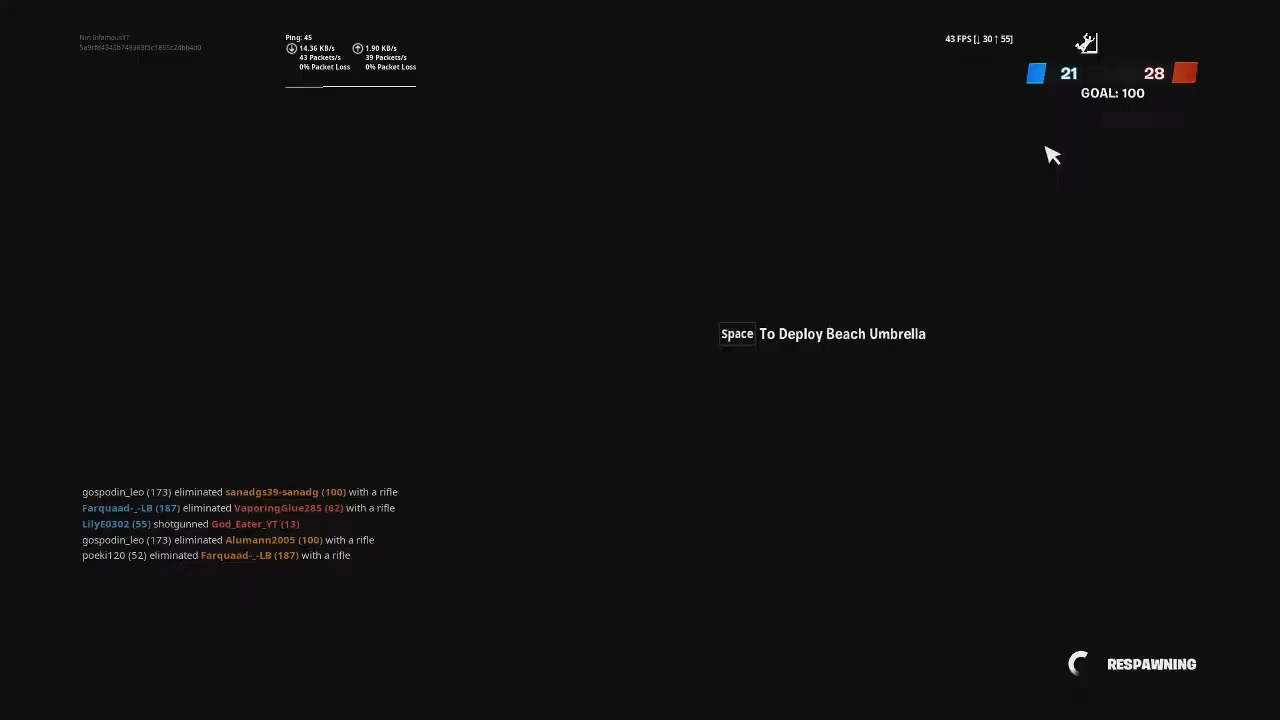 Nin InfamousYT
Ping: 45
14.36 KB/s 1.90 KB/s
43 Packets/s 39 Packets/s
0% Packet Loss 0% Packet Loss
43 FPS [↓ 30 ↑ 55]
21 28
GOAL: 100
Space To Deploy Beach Umbrella
gospodin_leo (173) eliminated sanadgs39-sanadg (100) with a rifle
Farquaad-_-LB (187) eliminated VaporingGlue285 (62) with a rifle
LilyE0302 (55) shotgunned God_Eater_YT (13)
gospodin_leo (173) eliminated Alumann2005 (100) with a rifle
poeki120 (52) eliminated Farquaad-_-LB (187) with a rifle
RESPAWNING